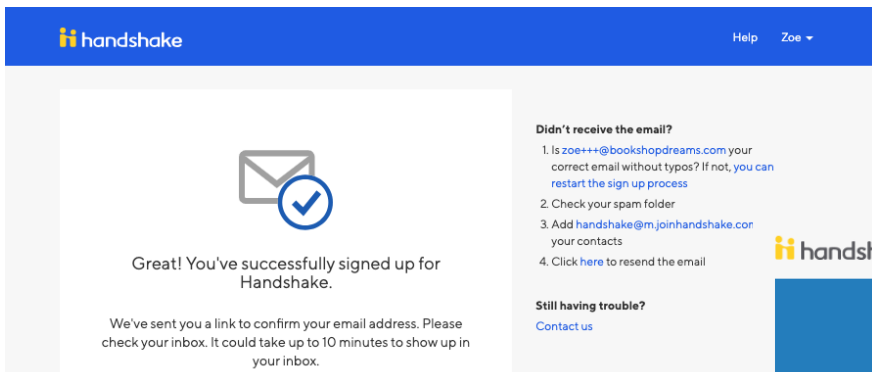 handshake
Help Zoe
Great! You've successfully signed up for
Handshake.
We've sent you a link to confirm your email address. Please
check your inbox. It could take up to 10 minutes to show up in
your inbox.
Didn't receive the email?
1. Is zoe+++@bookshopdreams.com your
correct email without typos? If not, you can
restart the sign up process
2. Check your spam folder
3. Add handshake@m.joinhandshake.com
your contacts
4. Click here to resend the email
Still having trouble?
Contact us
handsh